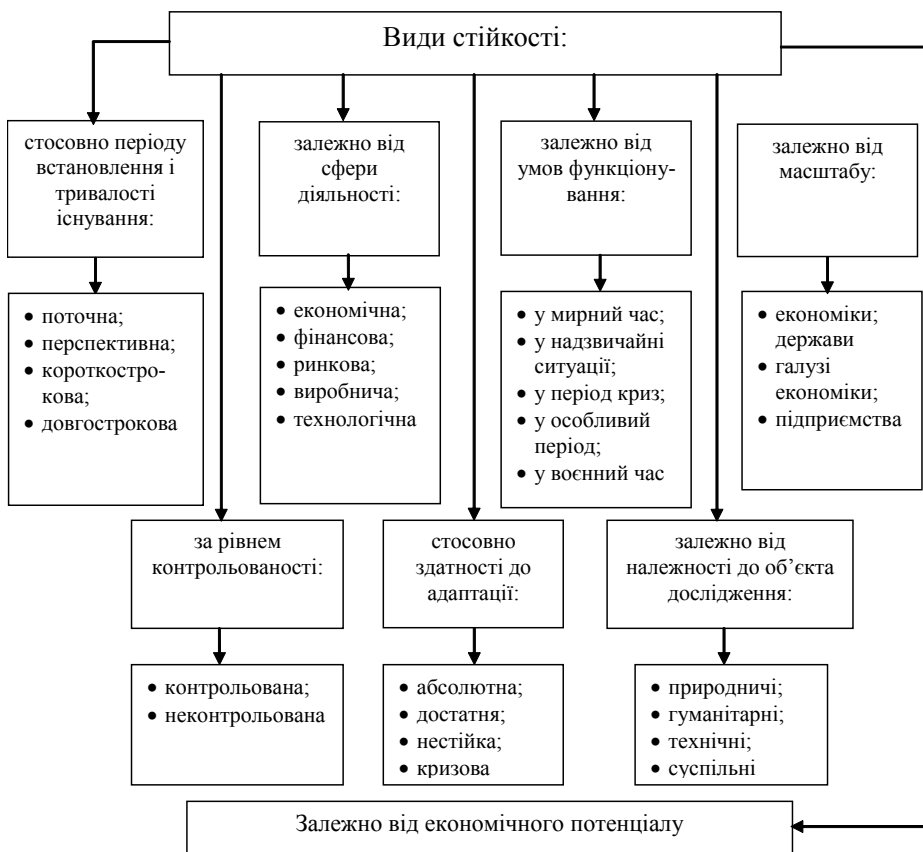 Види стійкості:
стосовно періоду
встановлення і
тривалості
існування:
залежно від
сфери
діяльності:
залежно від
умов функціону-
вання:
залежно від
масштабу:
• поточна;
• перспективна;
• короткостро-
кова;
• довгострокова
• економічна;
• фінансова;
• ринкова;
• виробнича;
• технологічна
• у мирний час;
• у надзвичайні
ситуації;
• у період криз;
• у особливий
період;
• у воєнний час
• економіки;
держави
• галузі
економіки;
• підприємства
за рівнем
контрольованості:
стосовно
здатності до
адаптації:
залежно від
належності до об’єкта
дослідження:
• контрольована;
• неконтрольована
• абсолютна;
• достатня;
• нестійка;
• кризова
• природничі;
• гуманітарні;
• технічні;
• суспільні
Залежно від економічного потенціалу